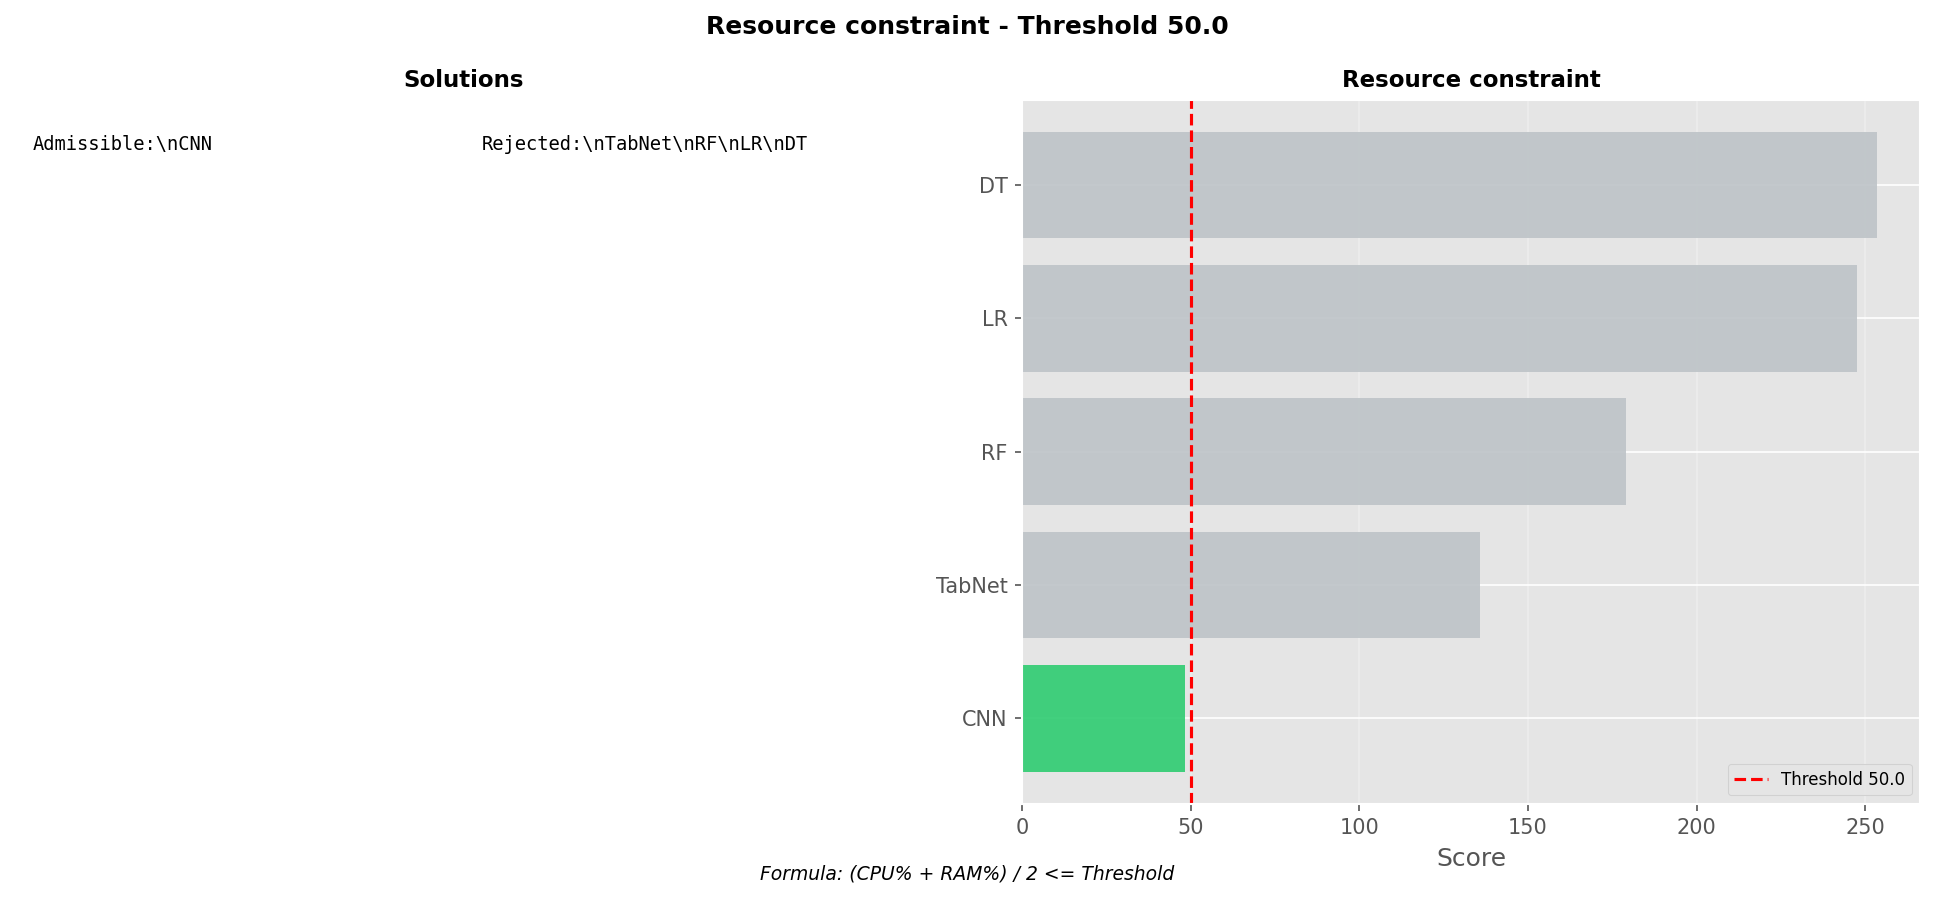 Resource constraint - Threshold 50.0
Solutions
Admissible:\nCNN
Rejected:\nTabNet\nRF\nLR\nDT
Resource constraint
DT
LR
RF
TabNet
CNN
Threshold 50.0
0 50 100 150 200 250
Score
Formula: (CPU% + RAM%) / 2 <= Threshold